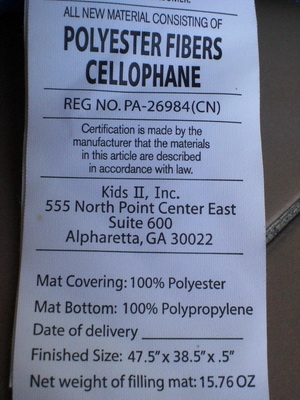 ALL NEW MATERIAL CONSISTING OF
POLYESTER FIBERS
CELLOPHANE
REG NO. PA-26984(CN)
Certification is made by the
manufacturer that the materials
in this article are described
in accordance with law.
Kids II, Inc.
555 North Point Center East
Suite 600
Alpharetta, GA 30022
Mat Covering: 100% Polyester
Mat Bottom: 100% Polypropylene
Date of delivery
Finished Size: 47.5"x 38.5"x .5"
Net weight of filling mat: 15.76 OZ